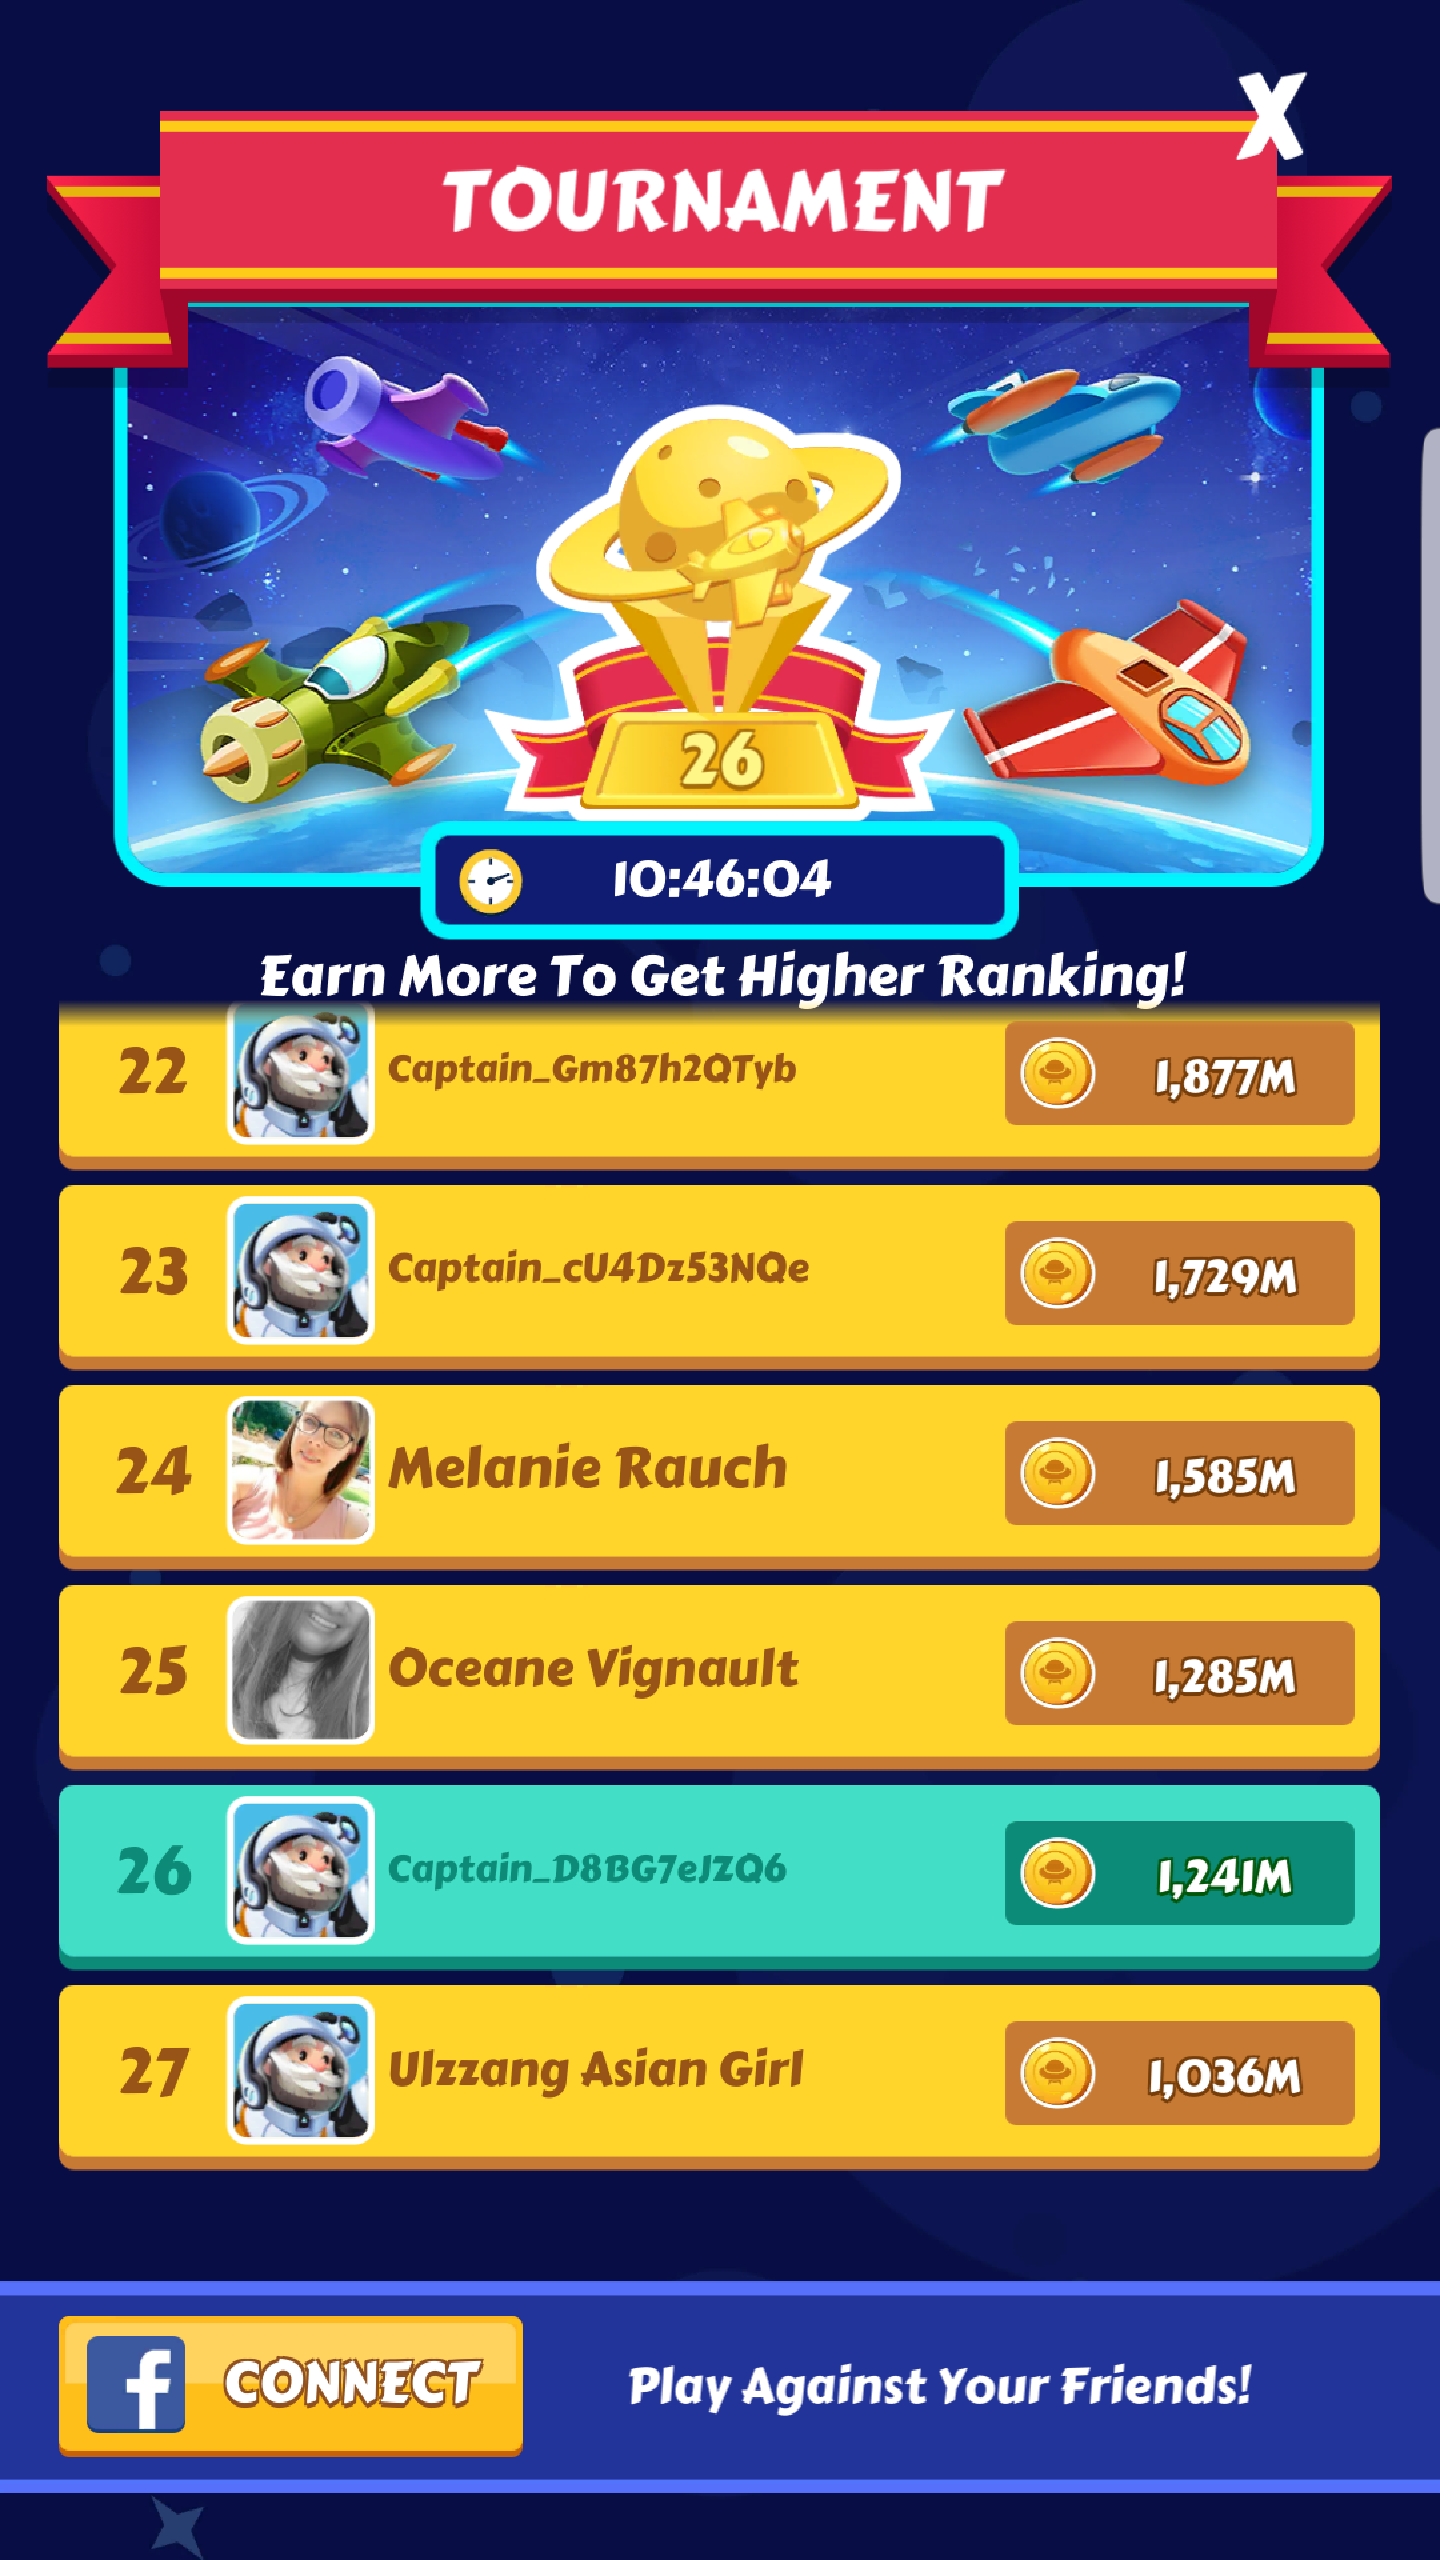 X
TOURNAMENT
26
10:46:04
Earn More To Get Higher Ranking!
22 Captain_Gm87h2QTyb 1,877M
23 Captain_cU4Dz53NQe 1,729M
24 Melanie Rauch 1,585M
25 Oceane Vignault 1,285M
26 Captain_D8BG7eJZQ6 1,241M
27 Ulzzang Asian Girl 1,036M
f CONNECT Play Against Your Friends!